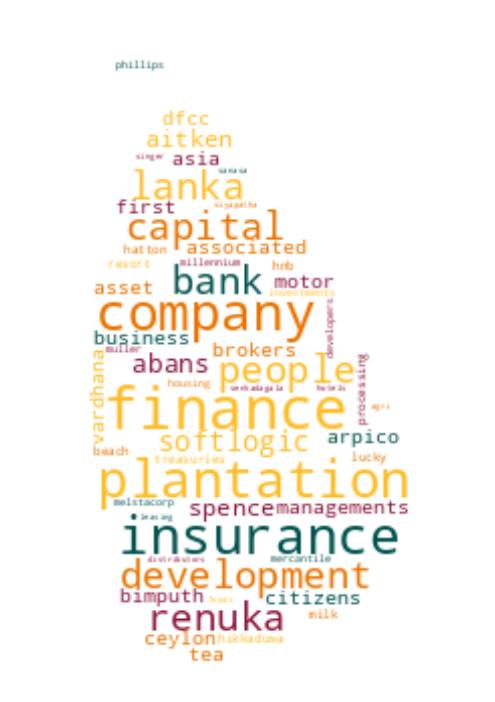 phillips
dfcc
aitken
singer asia
sanasa
lanka
first siyapatha
capital
hatton associated
resort millennium hnb
bank motor
asset investments
company
developers
business
muller brokers
abans people
vardhana
processing
housing senkadagala hotels
finance agri
softlogic arpico
beach treasuries lucky
plantation
melstacorp
spence managements
leasing
insurance
distributors mercantile
development
bimputh foods citizens
renuka milk
ceylon hikkaduwa
tea